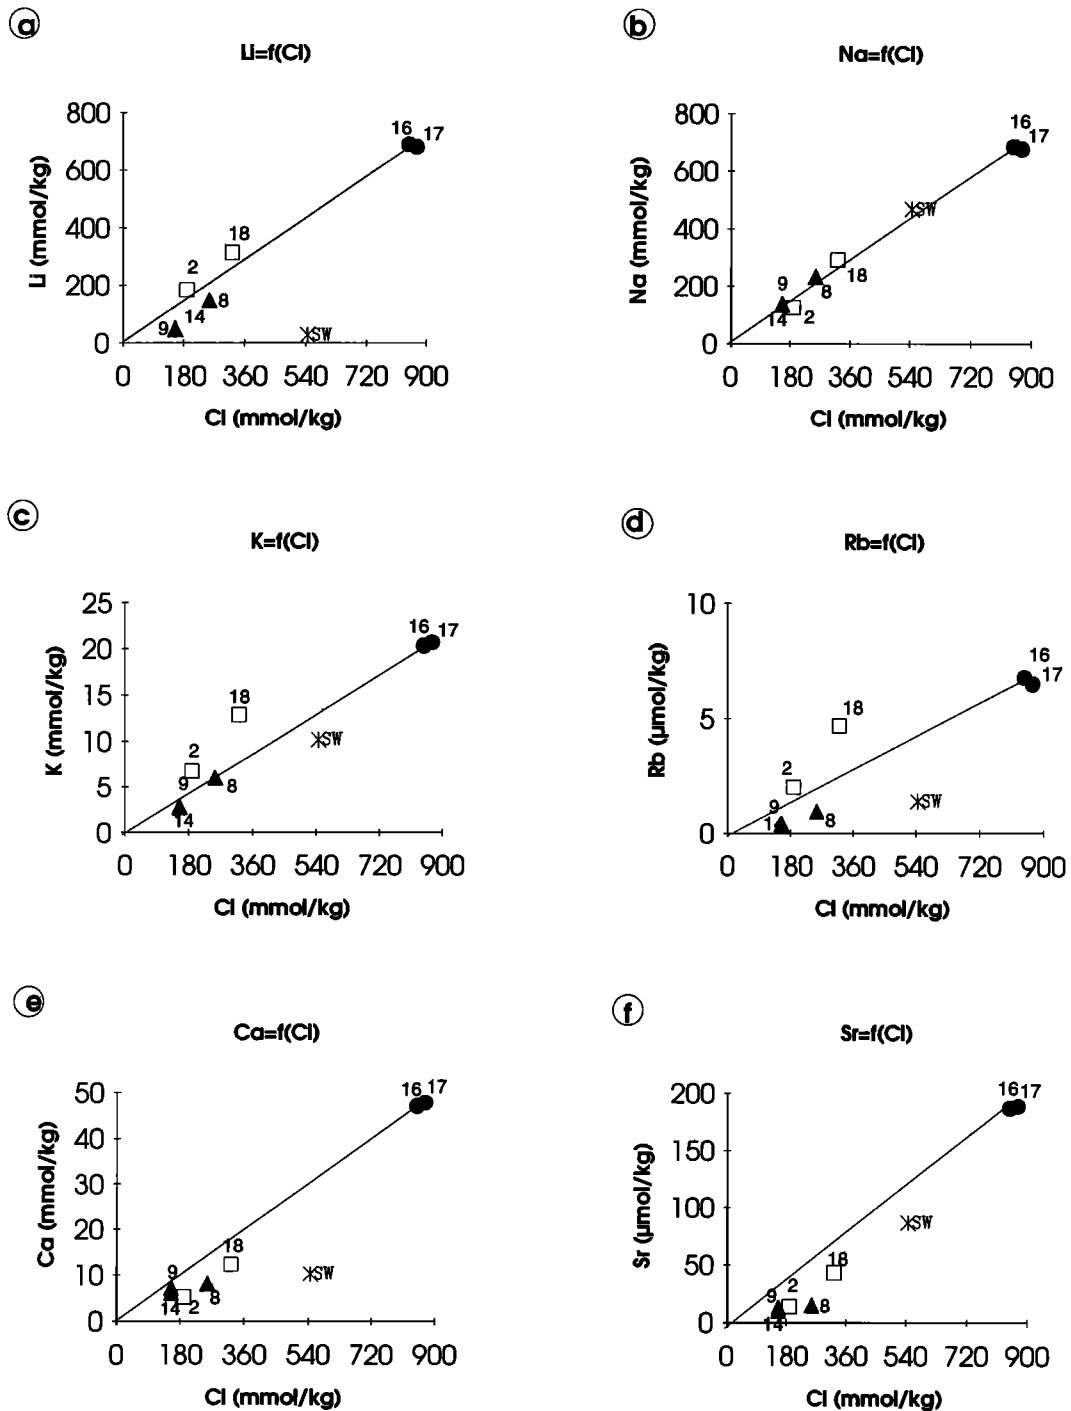 a
Li=f(Cl)
800
600
400
200
0
0 180 360 540 720 900
Li (mmol/kg)
Cl (mmol/kg)
16 17
18
2
8
14
9
SW
b
Na=f(Cl)
800
600
400
200
0
0 180 360 540 720 900
Na (mmol/kg)
Cl (mmol/kg)
16
17
SW
18
9
8
14
2
c
K=f(Cl)
25
20
15
10
5
0
0 180 360 540 720 900
K (mmol/kg)
Cl (mmol/kg)
16 17
18
SW
2
9
8
14
d
Rb=f(Cl)
10
5
0
0 180 360 540 720 900
Rb (µmol/kg)
Cl (mmol/kg)
16
17
18
2
SW
9
8
1
e
Ca=f(Cl)
50
40
30
20
10
0
0 180 360 540 720 900
Ca (mmol/kg)
Cl (mmol/kg)
16 17
18
SW
9
8
14 2
f
Sr=f(Cl)
200
150
100
50
0
0 180 360 540 720 900
Sr (µmol/kg)
Cl (mmol/kg)
16 17
SW
18
2
9
8
14